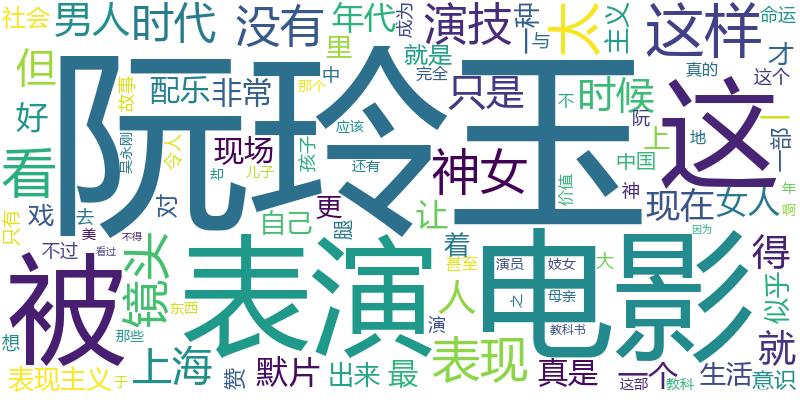 社会
男人
时代
没有
年代
成为
演技
种
一
与
太
主义
这样
命运
才
但
里
就是
中
完全
那个
真的
这个
故事
配乐
非常
只是
时候
不
阮
一
好
阮玲玉
这
应该
上
地
一部
看
吴永刚
令人
现场
孩子
神女
还有
中国
却
儿子
价值
神
年
只有
戏
去
对
自己
更
让
现在
女人
啊
不过
美
不得
看过
腿
着
因为
被
镜头
表演
电影
得
甚至
演员
妓女
大
人
之
母亲
似乎
东西
演
教科书
想
那些
表现
就
表现主义
于
上海
赞
默片
出来
最
真是
一个
这部
教科
生活
意识